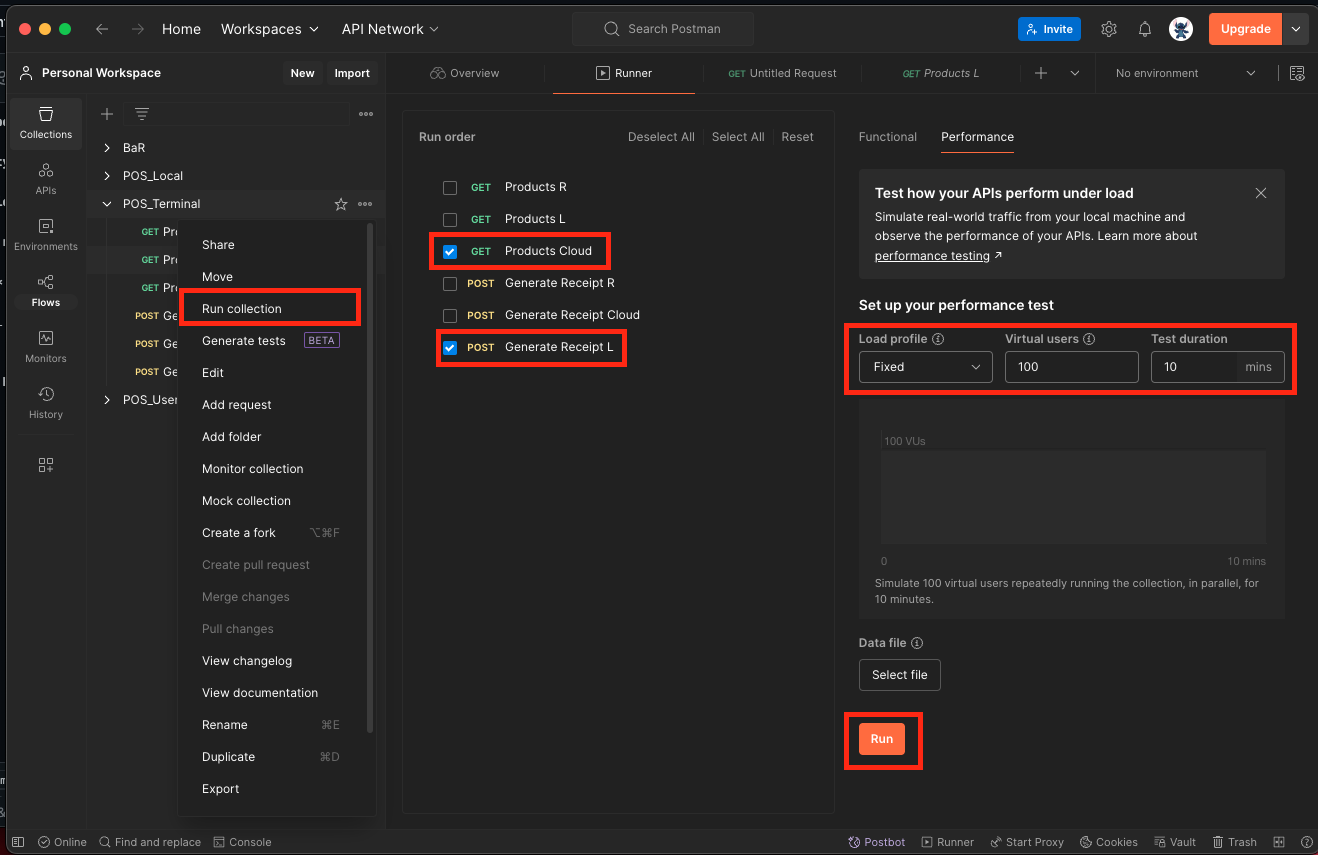 Home
Workspaces
API Network
Search Postman
Invite
Upgrade
Personal Workspace
New
Import
Overview
Runner
GET Untitled Request
GET Products L
No environment
Collections
APIs
Environments
Flows
Monitors
History
BaR
POS_Local
POS_Terminal
GET Pro
GET Pro
GET Pro
POST Ge
POST Ge
POST Ge
POS_User
Share
Move
Run collection
Generate tests BETA
Edit
Add request
Add folder
Monitor collection
Mock collection
Create a fork ⌥⌘F
Create pull request
Merge changes
Pull changes
View changelog
View documentation
Rename ⌘E
Duplicate ⌘D
Export
Run order
Deselect All
Select All
Reset
GET Products R
GET Products L
GET Products Cloud
POST Generate Receipt R
POST Generate Receipt Cloud
POST Generate Receipt L
Functional
Performance
Test how your APIs perform under load
Simulate real-world traffic from your local machine and
observe the performance of your APIs. Learn more about
performance testing ↗
Set up your performance test
Load profile
Virtual users
Test duration
Fixed
100
10 mins
100 VUs
0
10 mins
Simulate 100 virtual users repeatedly running the collection, in parallel, for
10 minutes.
Data file
Select file
Run
Online
Find and replace
Console
Postbot
Runner
Start Proxy
Cookies
Vault
Trash